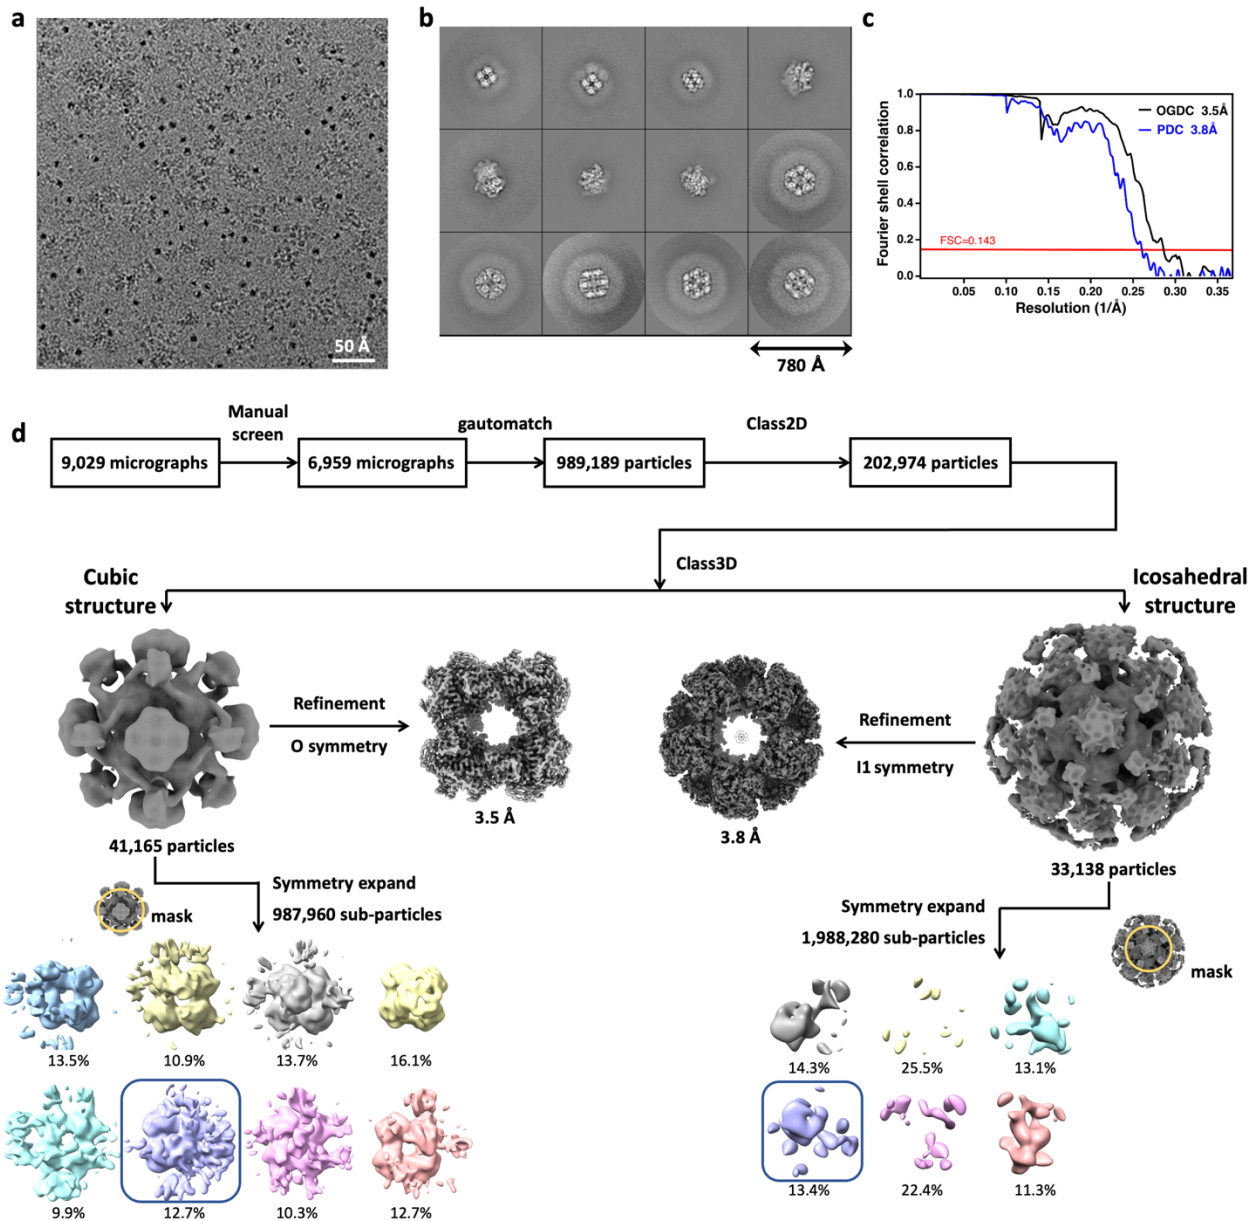 a
50 Å
b
780 Å
c
Fourier shell correlation
1.0
0.8
0.6
0.4
0.2
0.0
OGDC 3.5Å
PDC 3.8Å
FSC=0.143
0.05 0.10 0.15 0.20 0.25 0.30 0.35
Resolution (1/Å)
d
9,029 micrographs
Manual
screen
6,959 micrographs
gautomatch
989,189 particles
Class2D
202,974 particles
Class3D
Cubic
structure
Icosahedral
structure
Refinement
O symmetry
3.5 Å
Refinement
I1 symmetry
3.8 Å
41,165 particles
33,138 particles
mask
Symmetry expand
987,960 sub-particles
Symmetry expand
1,988,280 sub-particles
mask
13.5% 10.9% 13.7% 16.1%
9.9% 12.7% 10.3% 12.7%
14.3% 25.5% 13.1%
13.4% 22.4% 11.3%